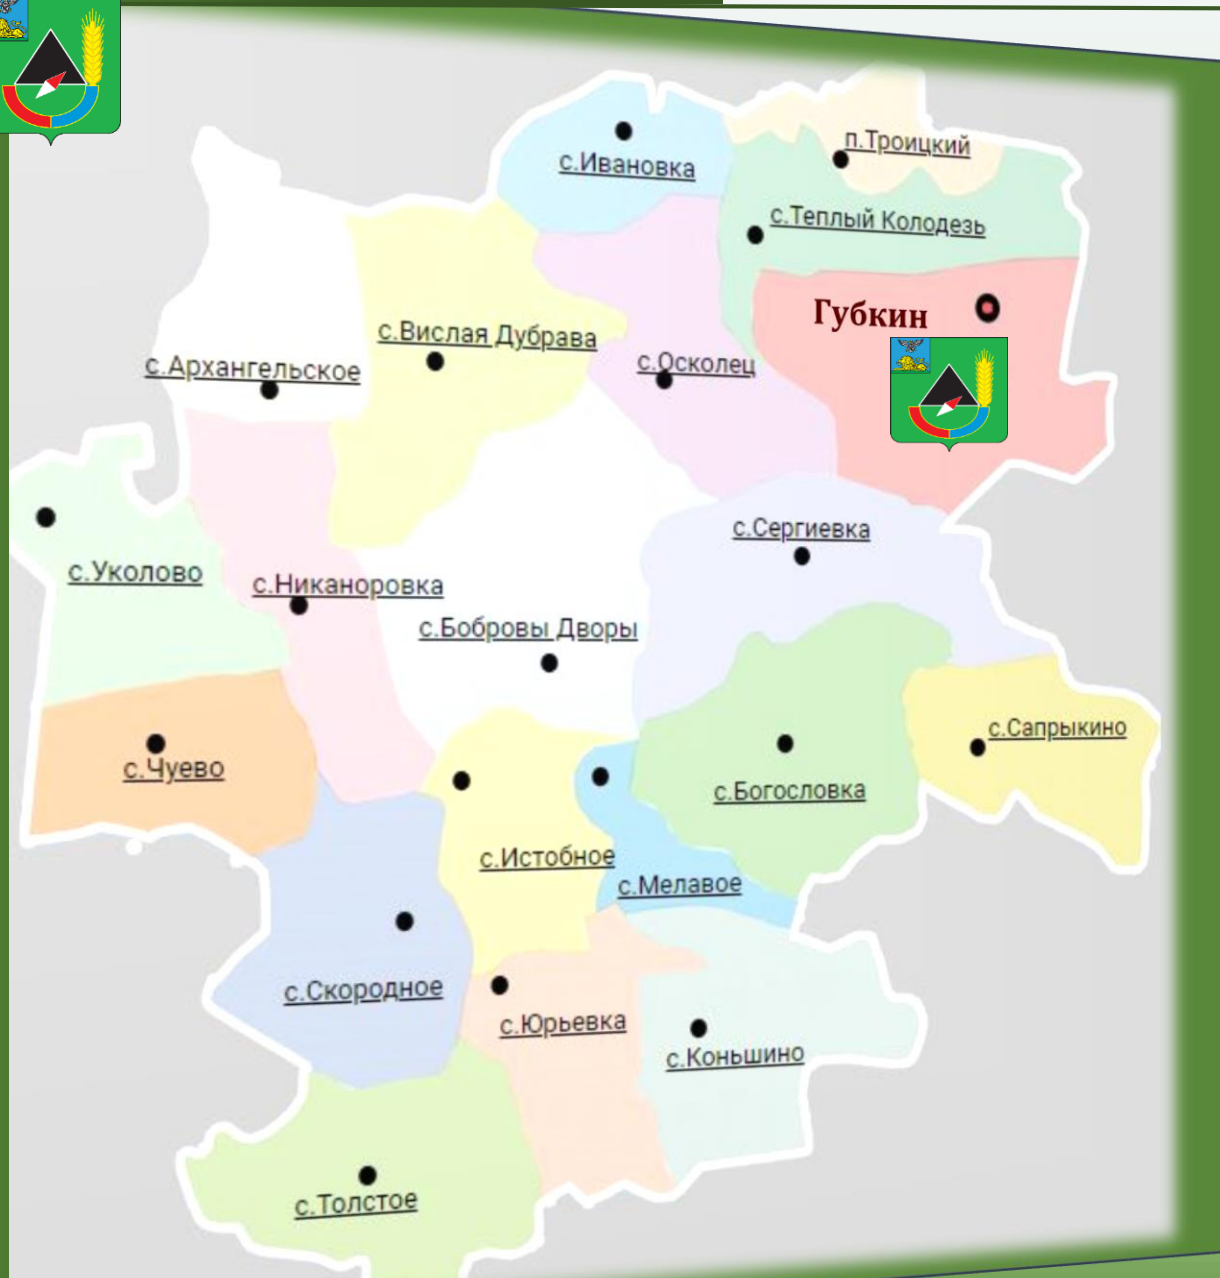 п.Троицкий
с.Ивановка
с.Теплый Колодезь
Губкин
с.Вислая Дубрава
с.Архангельское
с.Осколец
с.Сергиевка
с.Уколово
с.Никаноровка
с.Бобровы Дворы
с.Сапрыкино
с.Чуево
с.Богословка
с.Истобное
с.Мелавое
с.Скородное
с.Юрьевка
с.Коньшино
с.Толстое